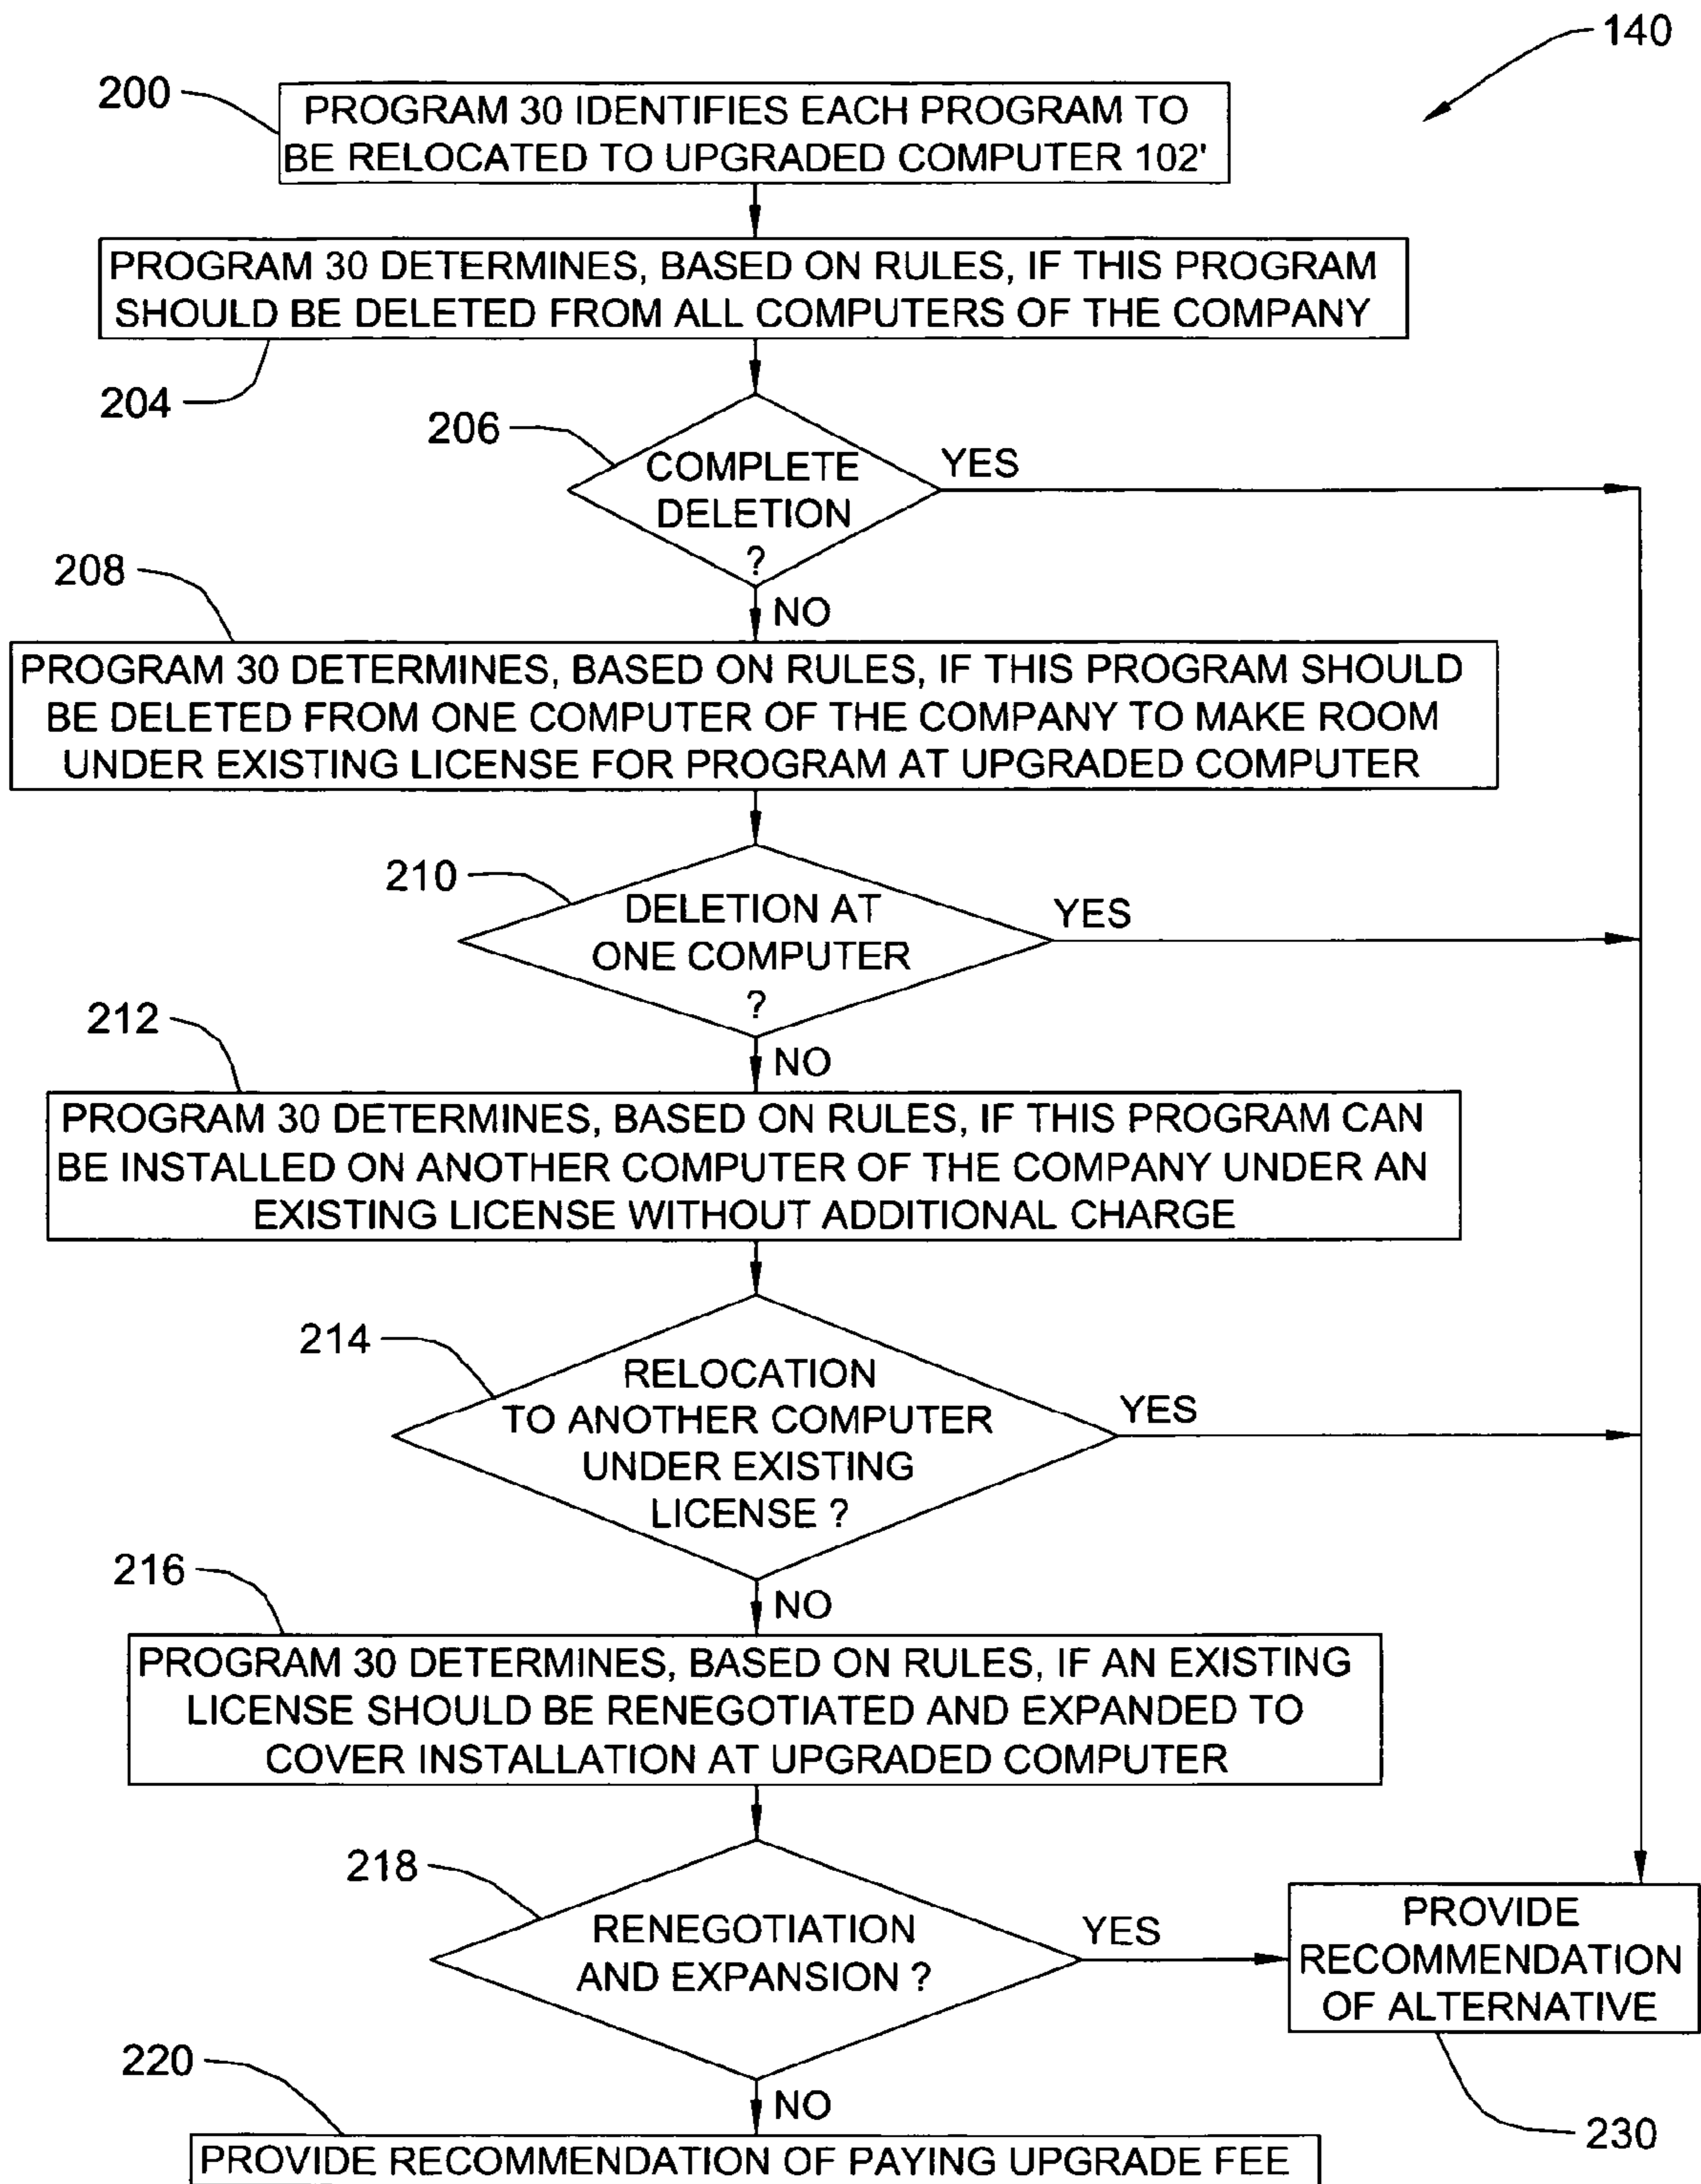 140
200
PROGRAM 30 IDENTIFIES EACH PROGRAM TO
BE RELOCATED TO UPGRADED COMPUTER 102'
PROGRAM 30 DETERMINES, BASED ON RULES, IF THIS PROGRAM
SHOULD BE DELETED FROM ALL COMPUTERS OF THE COMPANY
204
206
COMPLETE
DELETION
?
YES
NO
208
PROGRAM 30 DETERMINES, BASED ON RULES, IF THIS PROGRAM SHOULD
BE DELETED FROM ONE COMPUTER OF THE COMPANY TO MAKE ROOM
UNDER EXISTING LICENSE FOR PROGRAM AT UPGRADED COMPUTER
210
DELETION AT
ONE COMPUTER
?
YES
NO
212
PROGRAM 30 DETERMINES, BASED ON RULES, IF THIS PROGRAM CAN
BE INSTALLED ON ANOTHER COMPUTER OF THE COMPANY UNDER AN
EXISTING LICENSE WITHOUT ADDITIONAL CHARGE
214
RELOCATION
TO ANOTHER COMPUTER
UNDER EXISTING
LICENSE ?
YES
NO
216
PROGRAM 30 DETERMINES, BASED ON RULES, IF AN EXISTING
LICENSE SHOULD BE RENEGOTIATED AND EXPANDED TO
COVER INSTALLATION AT UPGRADED COMPUTER
218
RENEGOTIATION
AND EXPANSION ?
YES
NO
PROVIDE
RECOMMENDATION
OF ALTERNATIVE
230
220
PROVIDE RECOMMENDATION OF PAYING UPGRADE FEE